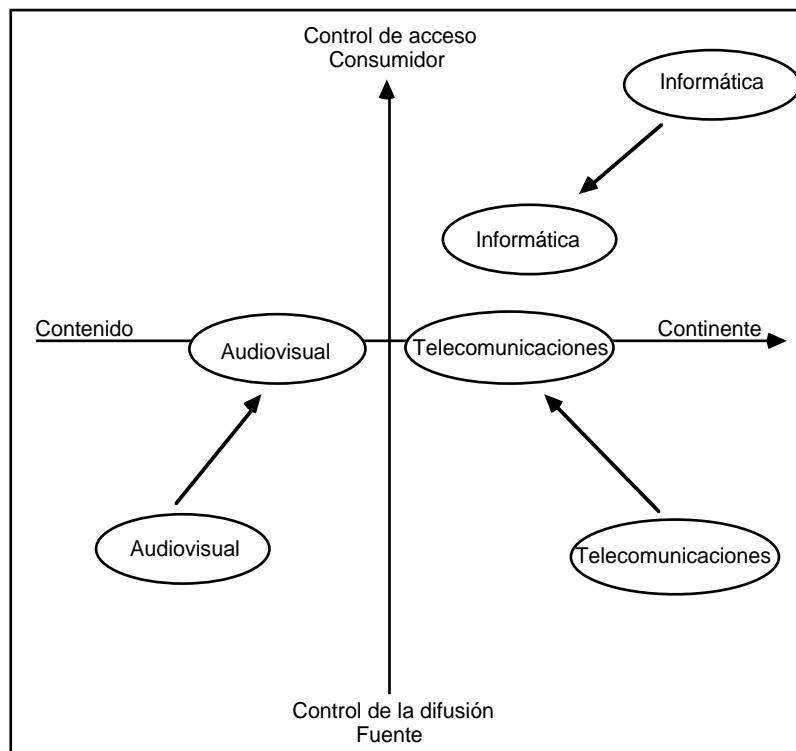 Control de acceso
Consumidor
Informática
Informática
Contenido
Continente
Audiovisual
Telecomunicaciones
Audiovisual
Telecomunicaciones
Control de la difusión
Fuente